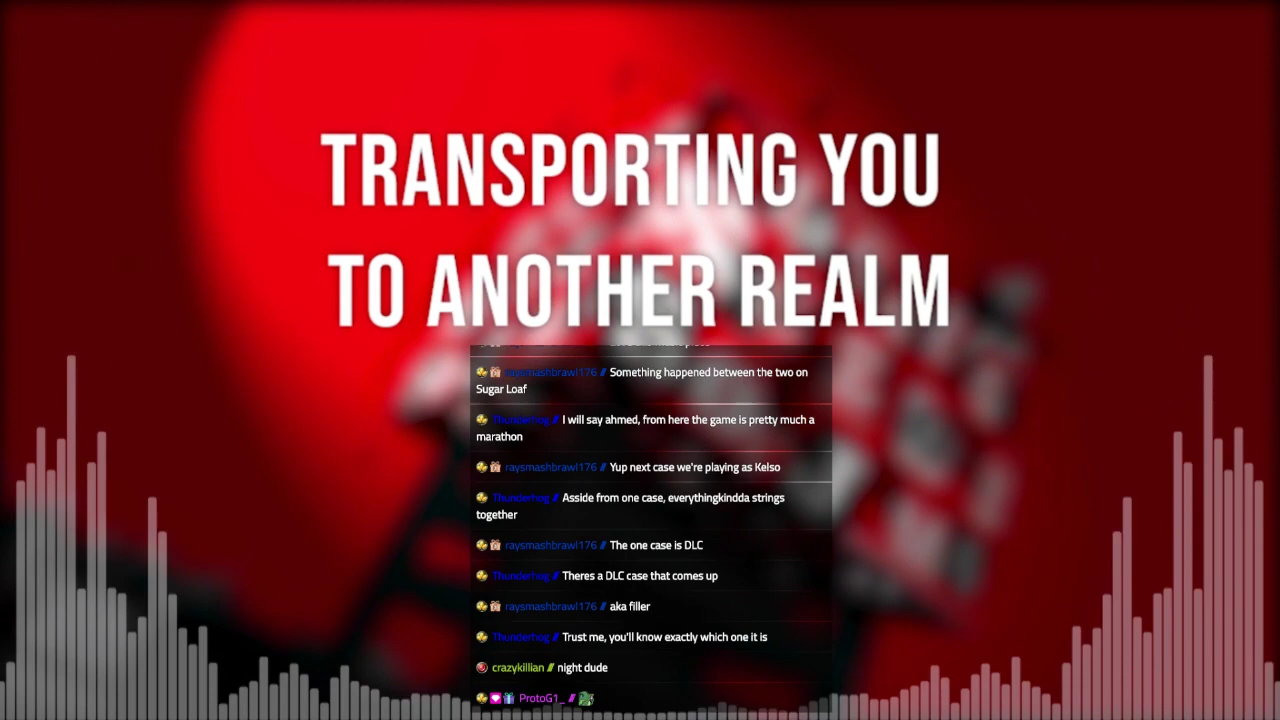 TRANSPORTING YOU
TO ANOTHER REALM
raysmashbrawl176 // Something happened between the two on
Sugar Loaf
Thunderhog // I will say ahmed, from here the game is pretty much a
marathon
raysmashbrawl176 // Yup next case we're playing as Kelso
Thunderhog // Asside from one case, everythingkindda strings
together
raysmashbrawl176 // The one case is DLC
Thunderhog // Theres a DLC case that comes up
raysmashbrawl176 // aka filler
Thunderhog // Trust me, you'll know exactly which one it is
crazykillian // night dude
ProtoG1_ //